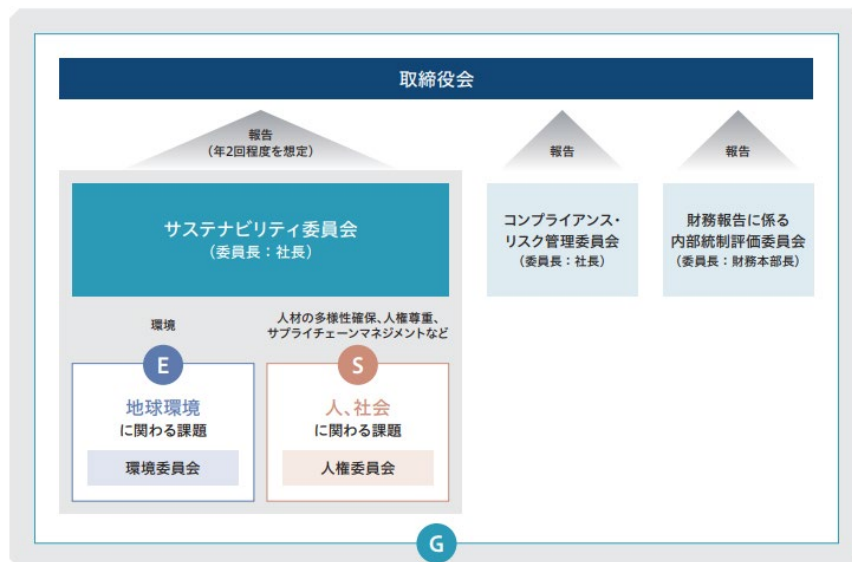 取締役会
報告
（年2回程度を想定）
報告
報告
サステナビリティ委員会
（委員長：社長）
コンプライアンス・
リスク管理委員会
（委員長：社長）
財務報告に係る
内部統制評価委員会
（委員長：財務本部長）
環境
人材の多様性確保、人権尊重、
サプライチェーンマネジメントなど
E
地球環境
に関わる課題
環境委員会
S
人、社会
に関わる課題
人権委員会
G